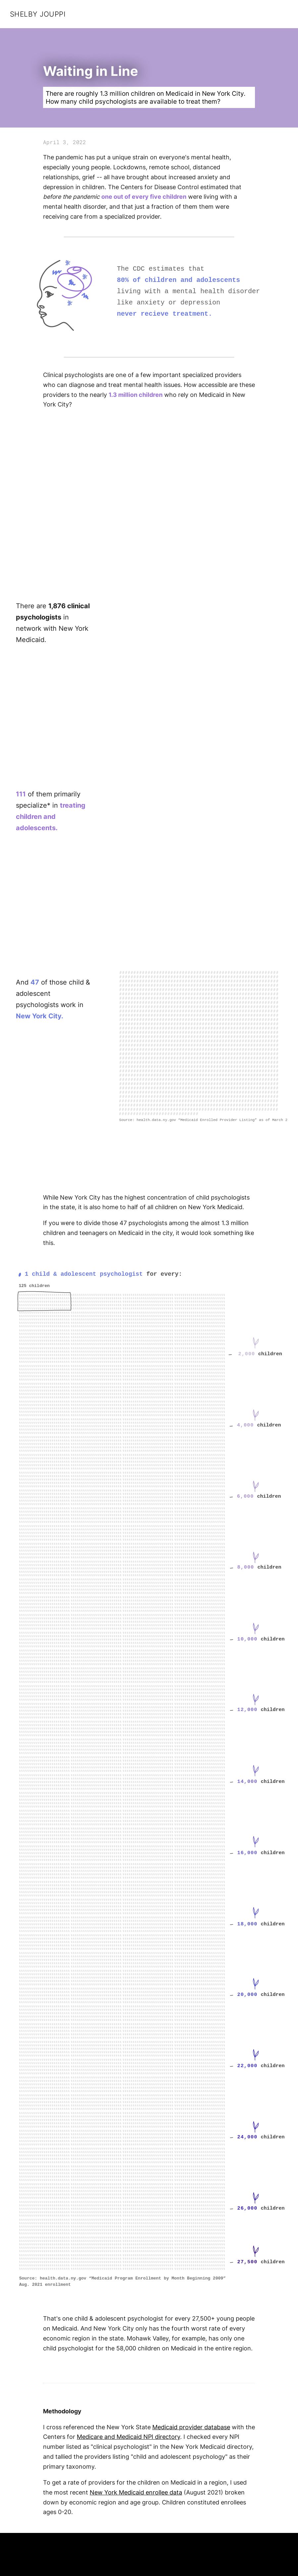 SHELBY JOUPPI
Waiting in Line
There are roughly 1.3 million children on Medicaid in New York City.
How many child psychologists are available to treat them?
April 3, 2022
The pandemic has put a unique strain on everyone's mental health,
especially young people. Lockdowns, remote school, distanced
relationships, grief -- all have brought about increased anxiety and
depression in children. The Centers for Disease Control estimated that
before the pandemic one out of every five children were living with a
mental health disorder, and that just a fraction of them them were
receiving care from a specialized provider.
The CDC estimates that
80% of children and adolescents
living with a mental health disorder
like anxiety or depression
never recieve treatment.
Clinical psychologists are one of a few important specialized providers
who can diagnose and treat mental health issues. How accessible are these
providers to the nearly 1.3 million children who rely on Medicaid in New
York City?
There are 1,876 clinical
psychologists in
network with New York
Medicaid.
111 of them primarily
specialize* in treating
children and
adolescents.
And 47 of those child &
adolescent
psychologists work in
New York City.
Source: health.data.ny.gov "Medicaid Enrolled Provider Listing" as of March 2
While New York City has the highest concentration of child psychologists
in the state, it is also home to half of all children on New York Medicaid.
If you were to divide those 47 psychologists among the almost 1.3 million
children and teenagers on Medicaid in the city, it would look something like
this.
1 child & adolescent psychologist for every:
125 children
← 2,000 children
← 4,000 children
← 6,000 children
← 8,000 children
← 10,000 children
← 12,000 children
← 14,000 children
← 16,000 children
← 18,000 children
← 20,000 children
← 22,000 children
← 24,000 children
← 26,000 children
← 27,500 children
Source: health.data.ny.gov "Medicaid Program Enrollment by Month Beginning 2009"
Aug. 2021 enrollment
That's one child & adolescent psychologist for every 27,500+ young people
on Medicaid. And New York City only has the fourth worst rate of every
economic region in the state. Mohawk Valley, for example, has only one
child psychologist for the 58,000 children on Medicaid in the entire region.
Methodology
I cross referenced the New York State Medicaid provider database with the
Centers for Medicare and Medicaid NPI directory. I checked every NPI
number listed as "clinical psychologist" in the New York Medicaid directory,
and tallied the providers listing "child and adolescent psychology" as their
primary taxonomy.
To get a rate of providers for the children on Medicaid in a region, I used
the most recent New York Medicaid enrollee data (August 2021) broken
down by economic region and age group. Children constituted enrollees
ages 0-20.